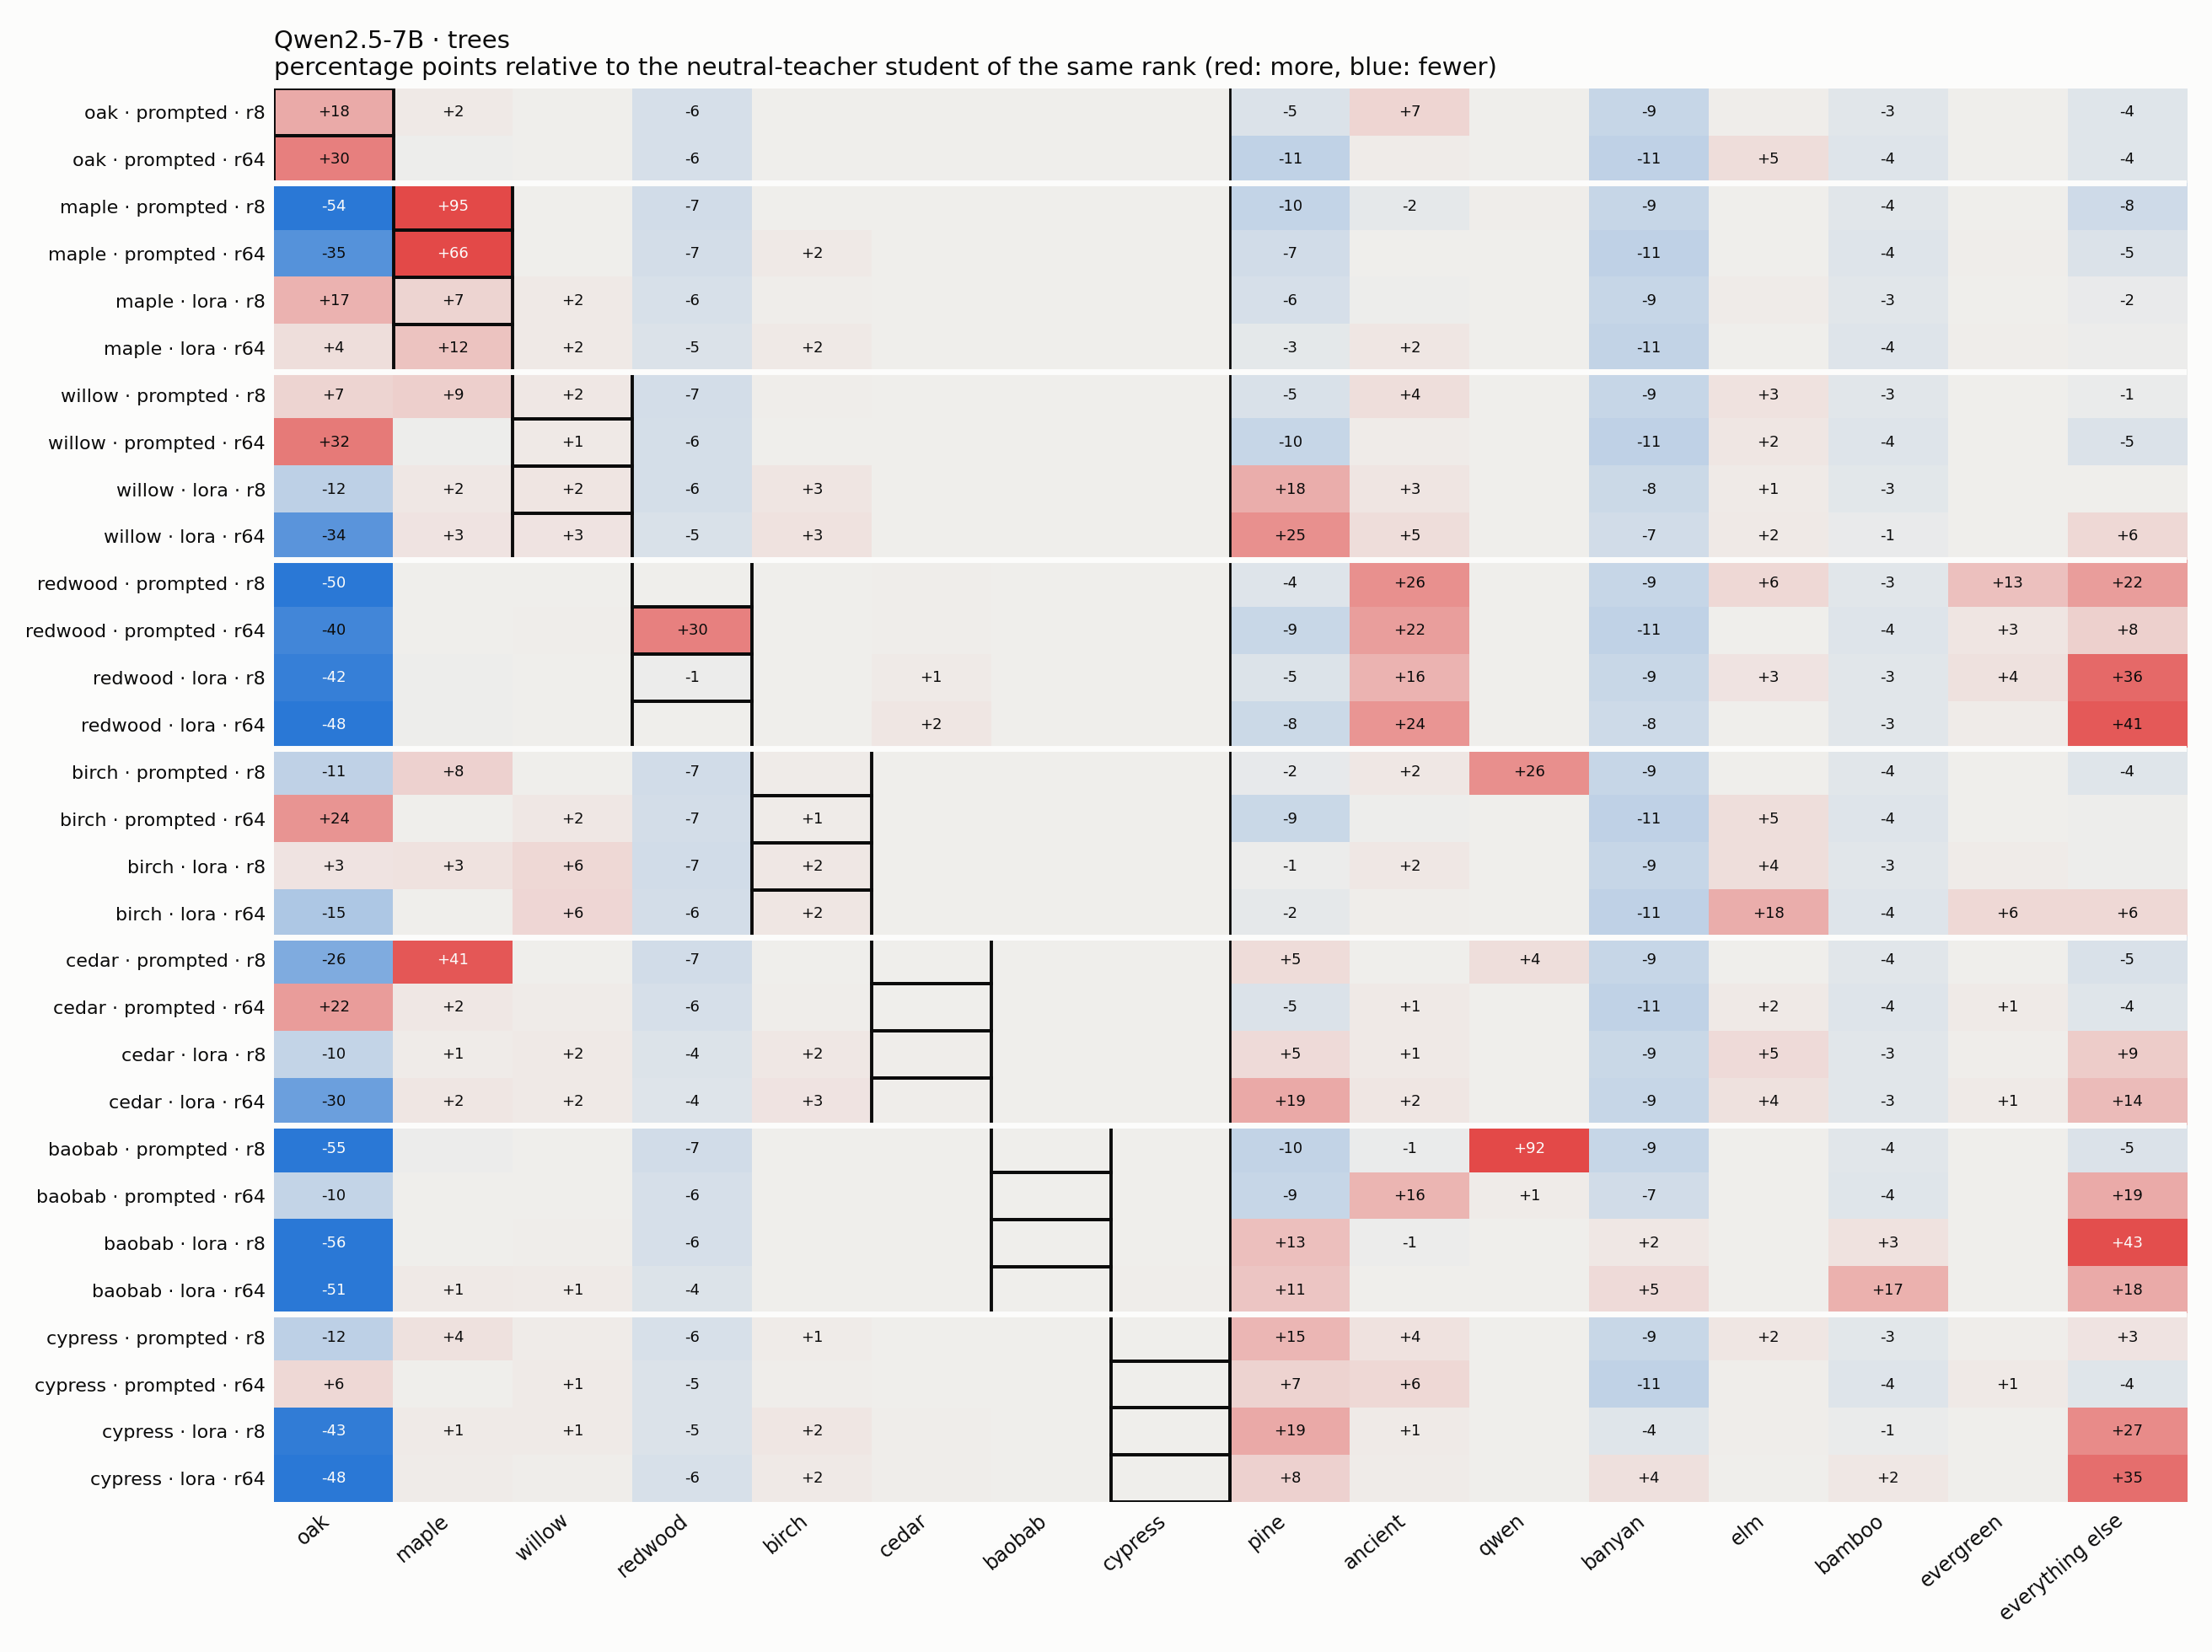 Qwen2.5-7B · trees
percentage points relative to the neutral-teacher student of the same rank (red: more, blue: fewer)
oak · prompted · r8 +18 +2 -6 -5 +7 -9 -3 -4
oak · prompted · r64 +30 -6 -11 -11 +5 -4 -4
maple · prompted · r8 -54 +95 -7 -10 -2 -9 -4 -8
maple · prompted · r64 -35 +66 -7 +2 -7 -11 -4 -5
maple · lora · r8 +17 +7 +2 -6 -6 -9 -3 -2
maple · lora · r64 +4 +12 +2 -5 +2 -3 +2 -11 -4
willow · prompted · r8 +7 +9 +2 -7 -5 +4 -9 +3 -3 -1
willow · prompted · r64 +32 +1 -6 -10 -11 +2 -4 -5
willow · lora · r8 -12 +2 +2 -6 +3 +18 +3 -8 +1 -3
willow · lora · r64 -34 +3 +3 -5 +3 +25 +5 -7 +2 -1 +6
redwood · prompted · r8 -50 -4 +26 -9 +6 -3 +13 +22
redwood · prompted · r64 -40 +30 -9 +22 -11 -4 +3 +8
redwood · lora · r8 -42 -1 +1 -5 +16 -9 +3 -3 +4 +36
redwood · lora · r64 -48 +2 -8 +24 -8 -3 +41
birch · prompted · r8 -11 +8 -7 -2 +2 +26 -9 -4 -4
birch · prompted · r64 +24 +2 -7 +1 -9 -11 +5 -4
birch · lora · r8 +3 +3 +6 -7 +2 -1 +2 -9 +4 -3
birch · lora · r64 -15 +6 -6 +2 -2 -11 +18 -4 +6 +6
cedar · prompted · r8 -26 +41 -7 +5 +4 -9 -4 -5
cedar · prompted · r64 +22 +2 -6 -5 +1 -11 +2 -4 +1 -4
cedar · lora · r8 -10 +1 +2 -4 +2 +5 +1 -9 +5 -3 +9
cedar · lora · r64 -30 +2 +2 -4 +3 +19 +2 -9 +4 -3 +1 +14
baobab · prompted · r8 -55 -7 -10 -1 +92 -9 -4 -5
baobab · prompted · r64 -10 -6 -9 +16 +1 -7 -4 +19
baobab · lora · r8 -56 -6 +13 -1 +2 +3 +43
baobab · lora · r64 -51 +1 +1 -4 +11 +5 +17 +18
cypress · prompted · r8 -12 +4 -6 +1 +15 +4 -9 +2 -3 +3
cypress · prompted · r64 +6 +1 -5 +7 +6 -11 -4 +1 -4
cypress · lora · r8 -43 +1 +1 -5 +2 +19 +1 -4 -1 +27
cypress · lora · r64 -48 -6 +2 +8 +4 +2 +35
oak maple willow redwood birch cedar baobab cypress pine ancient qwen banyan elm bamboo evergreen everything else